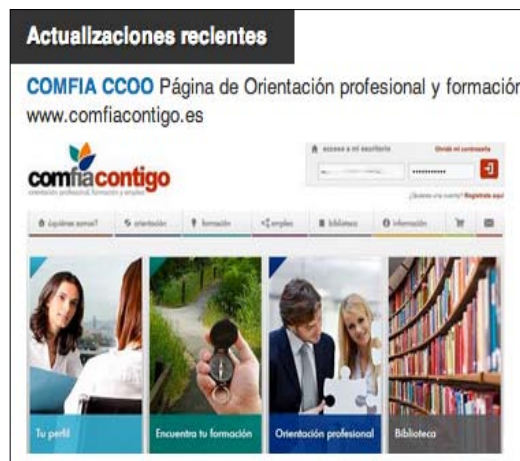 Actualizaciones recientes
COMFIA CCOO Página de Orientación profesional y formación
www.comfiacontigo.es
comfiacontigo
orientación profesional, formación y empleo
acceso a mi escritorio
Olvidé mi contraseña
¿Quieres una cuenta? Regístrate aquí
¿quiénes somos? orientación formación empleo biblioteca información
Tu perfil Encuentra tu formación Orientación profesional Biblioteca